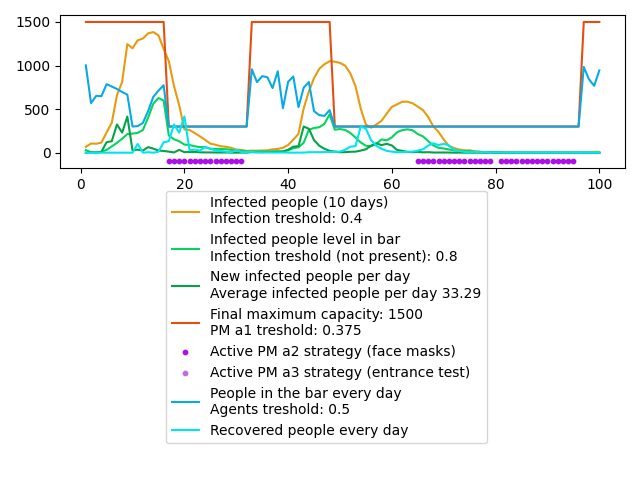 1500
1000
500
0
0 20 40 60 80 100
Infected people (10 days)
Infection treshold: 0.4
Infected people level in bar
Infection treshold (not present): 0.8
New infected people per day
Average infected people per day 33.29
Final maximum capacity: 1500
PM a1 treshold: 0.375
Active PM a2 strategy (face masks)
Active PM a3 strategy (entrance test)
People in the bar every day
Agents treshold: 0.5
Recovered people every day